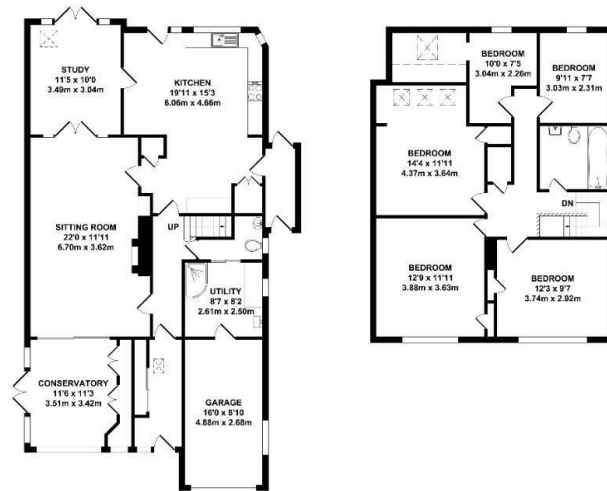 STUDY
11'5 x 10'0
3.49m x 3.04m
KITCHEN
19'11 x 15'3
6.06m x 4.66m
SITTING ROOM
22'0 x 11'11
6.70m x 3.62m
UP
UTILITY
8'7 x 8'2
2.61m x 2.50m
CONSERVATORY
11'6 x 11'3
3.51m x 3.42m
GARAGE
16'0 x 8'10
4.88m x 2.68m
BEDROOM
10'0 x 7'5
3.04m x 2.26m
BEDROOM
9'11 x 7'7
3.03m x 2.31m
BEDROOM
14'4 x 11'11
4.37m x 3.64m
DN
BEDROOM
12'9 x 11'11
3.88m x 3.63m
BEDROOM
12'3 x 9'7
3.74m x 2.92m